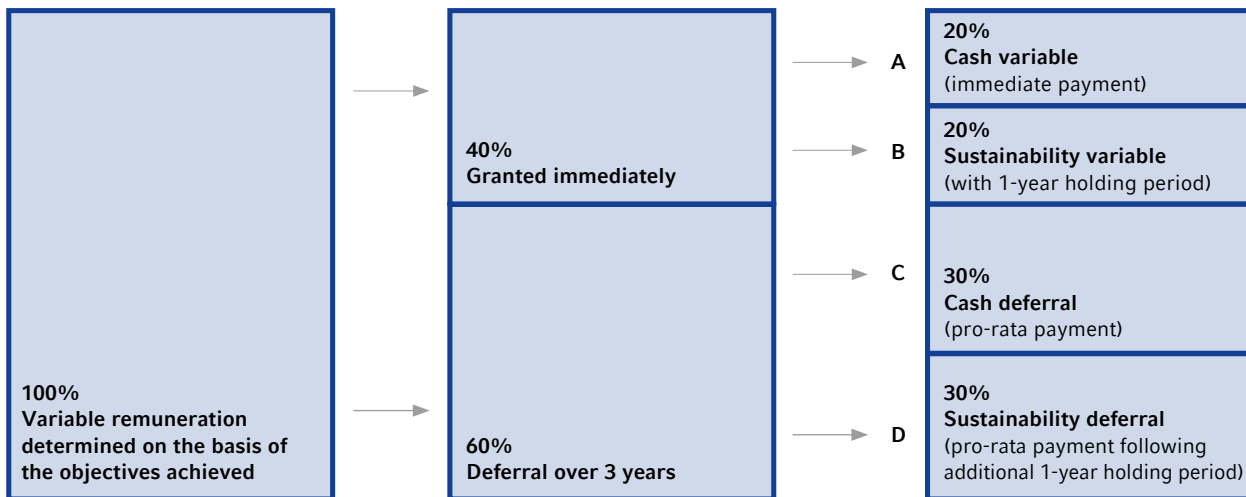 100%
Variable remuneration
determined on the basis of
the objectives achieved
40%
Granted immediately
60%
Deferral over 3 years
A
20%
Cash variable
(immediate payment)
B
20%
Sustainability variable
(with 1-year holding period)
C
30%
Cash deferral
(pro-rata payment)
D
30%
Sustainability deferral
(pro-rata payment following
additional 1-year holding period)